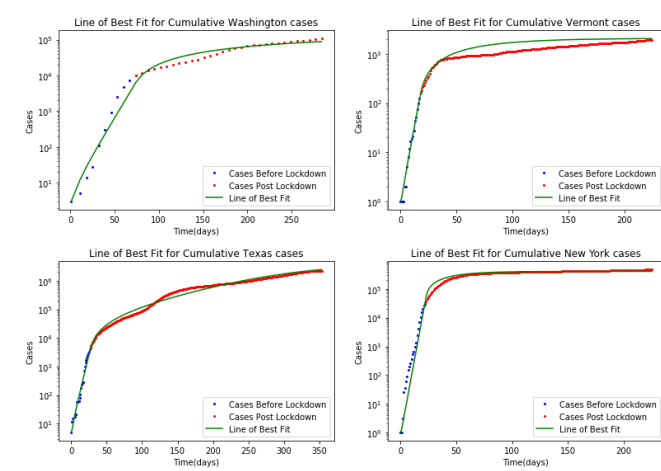 Line of Best Fit for Cumulative Washington cases
10^5
10^4
10^3
10^2
10^1
Cases
0 50 100 150 200 250
Time(days)
Cases Before Lockdown
Cases Post Lockdown
Line of Best Fit
Line of Best Fit for Cumulative Vermont cases
10^3
10^2
10^1
10^0
Cases
0 50 100 150 200
Time(days)
Cases Before Lockdown
Cases Post Lockdown
Line of Best Fit
Line of Best Fit for Cumulative Texas cases
10^6
10^5
10^4
10^3
10^2
10^1
Cases
0 50 100 150 200 250 300 350
Time(days)
Cases Before Lockdown
Cases Post Lockdown
Line of Best Fit
Line of Best Fit for Cumulative New York cases
10^5
10^4
10^3
10^2
10^1
10^0
Cases
0 50 100 150 200
Time(days)
Cases Before Lockdown
Cases Post Lockdown
Line of Best Fit